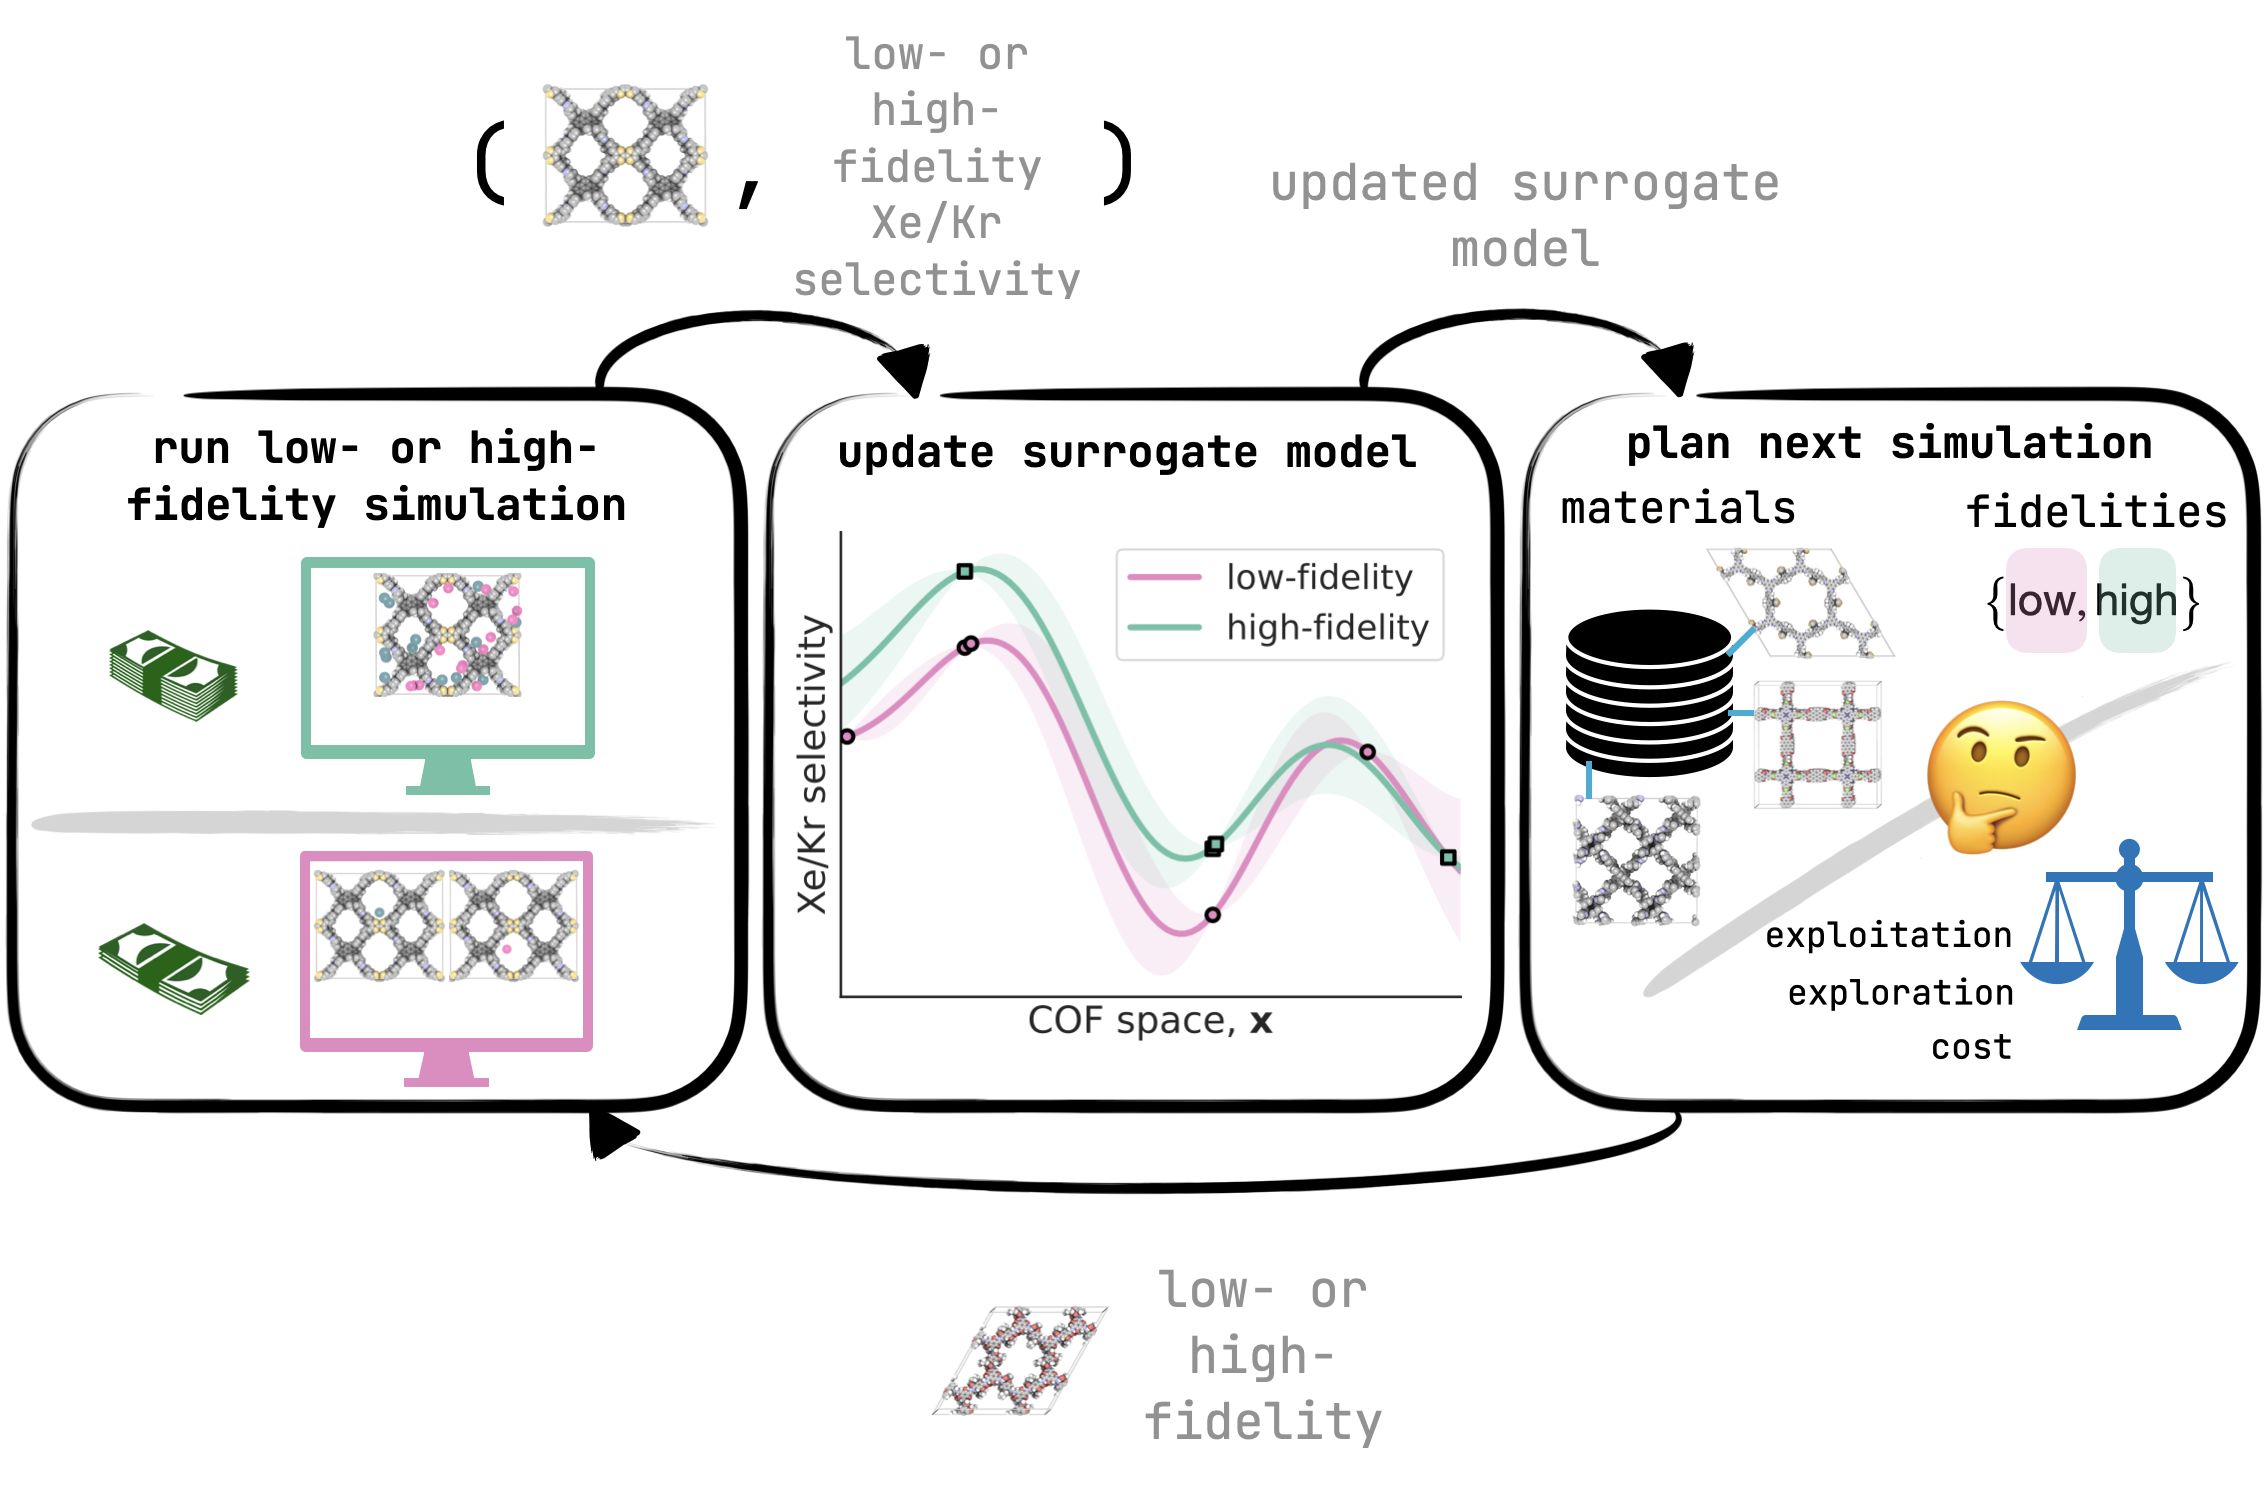 (
,
low- or
high-
fidelity
Xe/Kr
selectivity
)
updated surrogate
model
run low- or high-
fidelity simulation
update surrogate model
low-fidelity
high-fidelity
Xe/Kr selectivity
COF space, x
plan next simulation
materials
fidelities
{low, high}
exploitation
exploration
cost
low- or
high-
fidelity